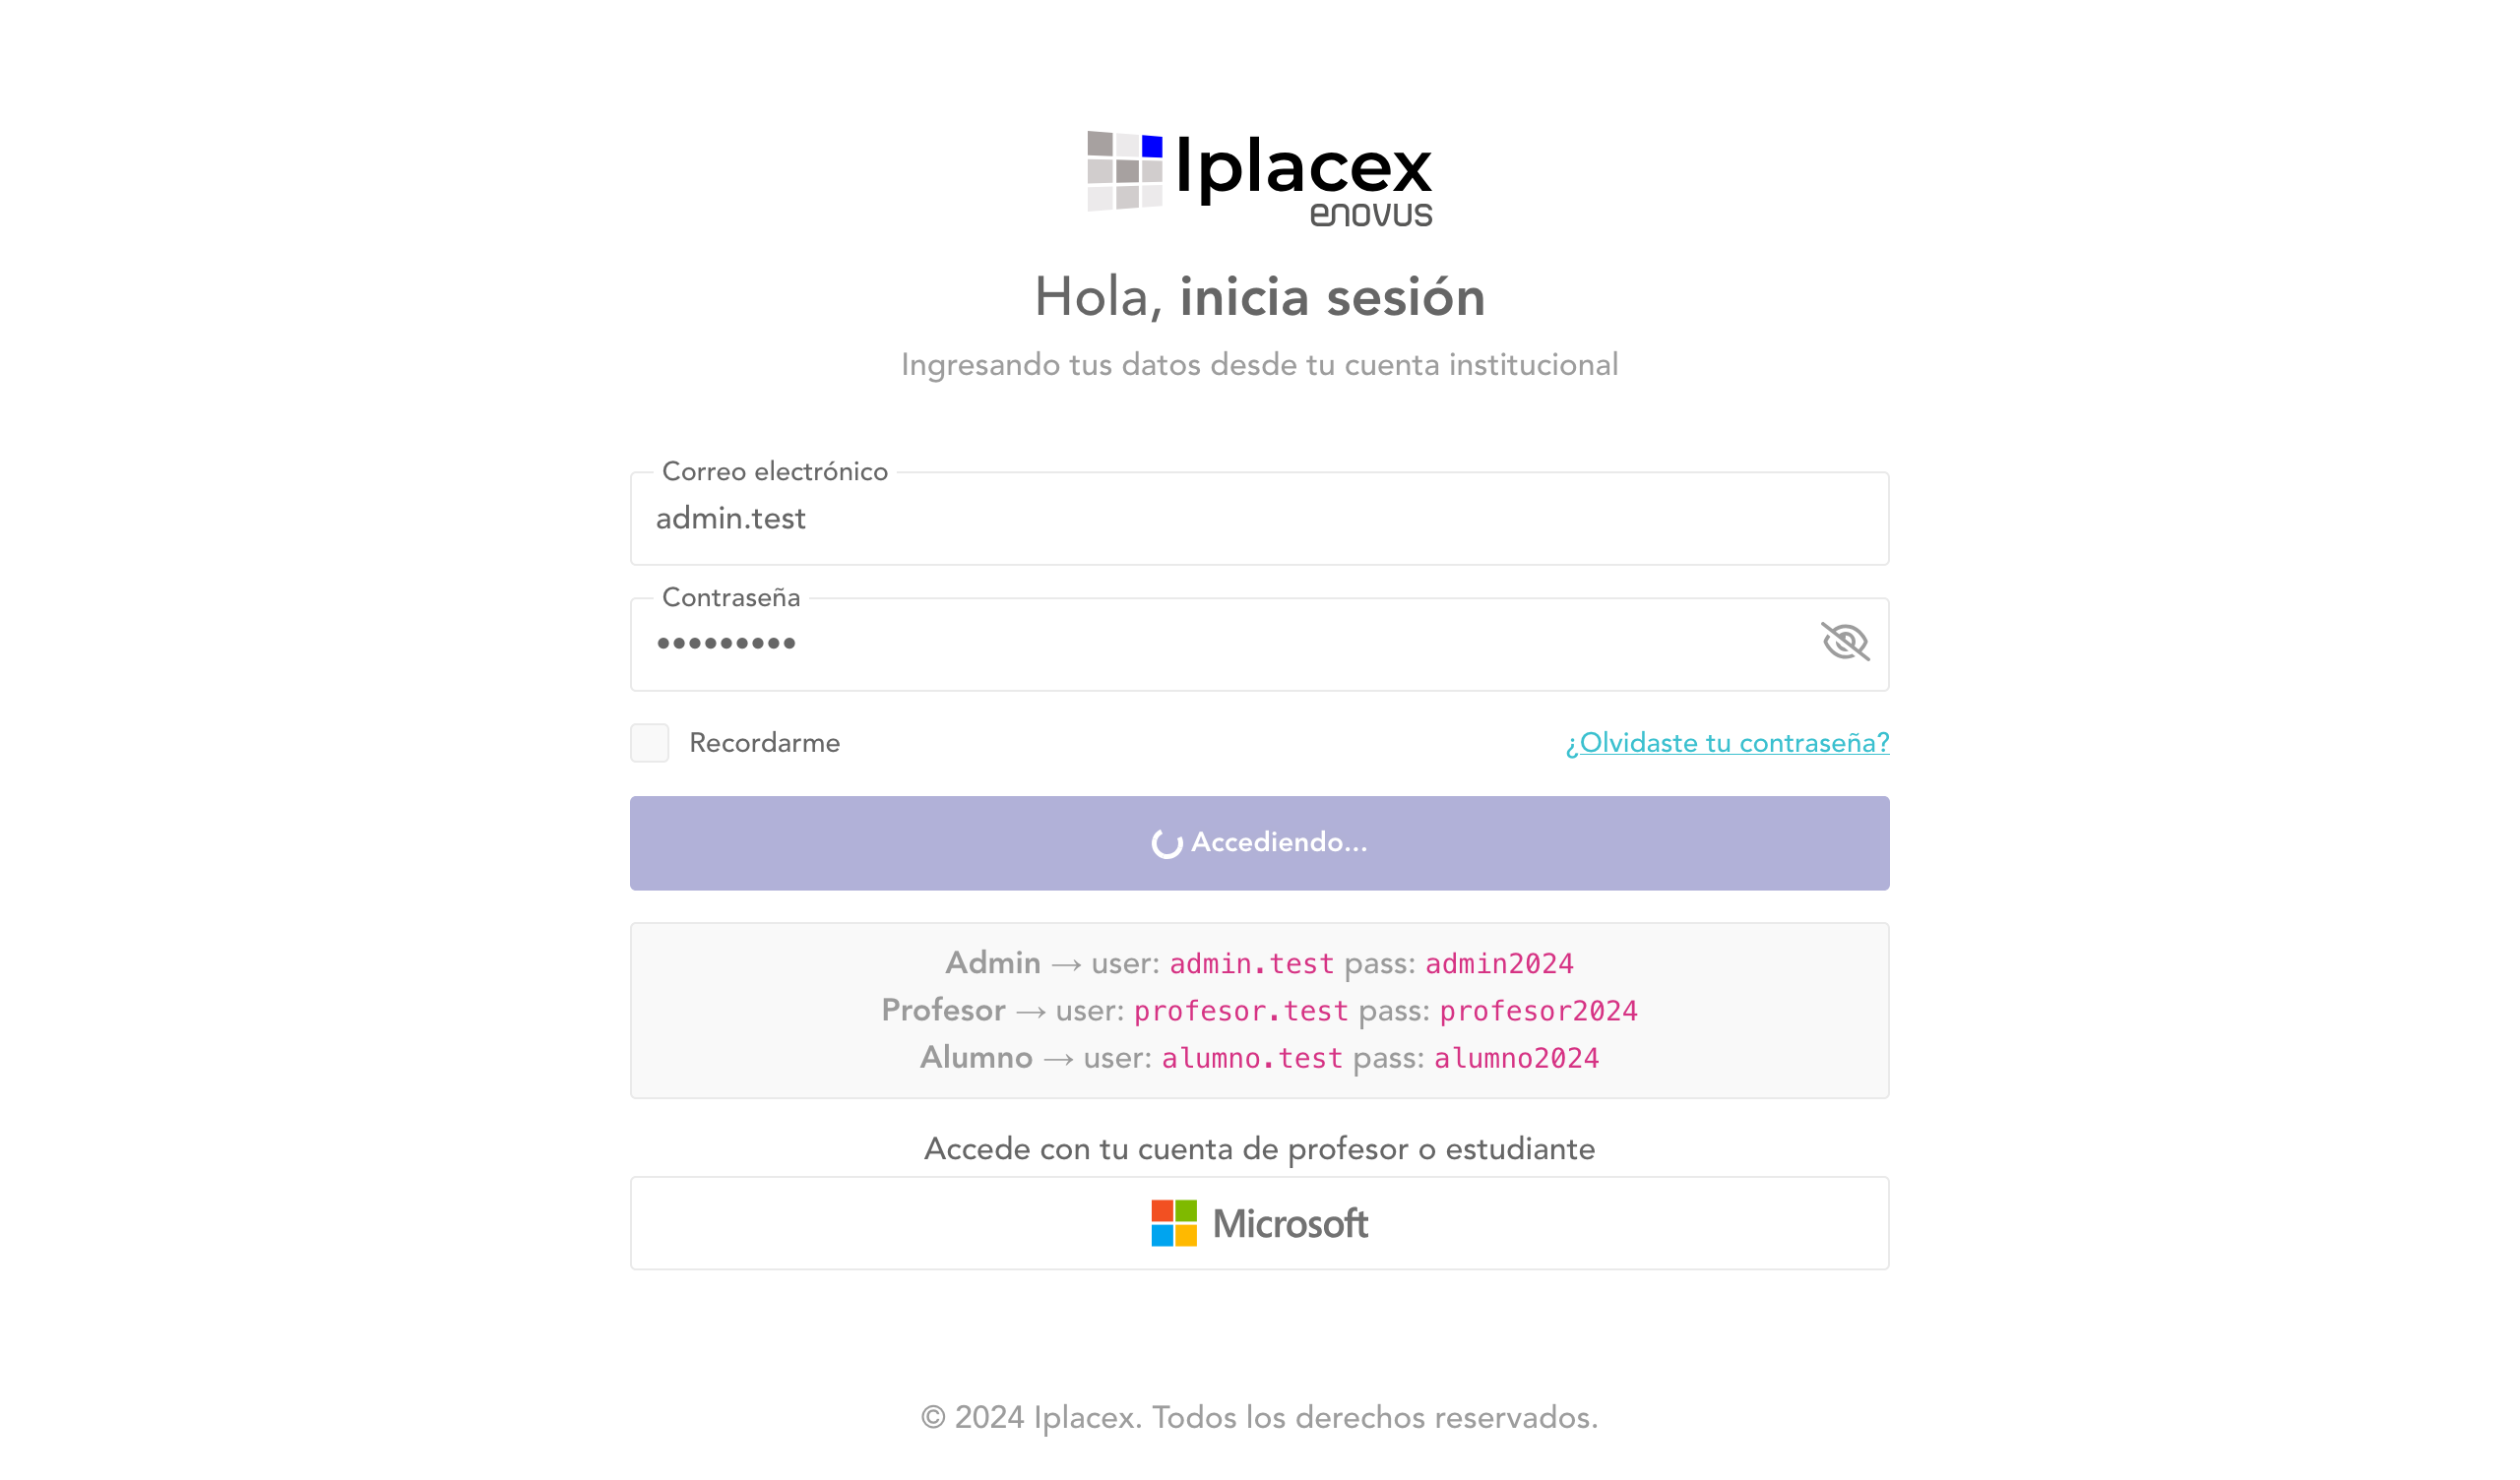 Iplacex
enovus
Hola, inicia sesión
Ingresando tus datos desde tu cuenta institucional
Correo electrónico
admin.test
Contraseña
•••••••••
Recordarme
¿Olvidaste tu contraseña?
Accediendo...
Admin → user: admin.test pass: admin2024
Profesor → user: profesor.test pass: profesor2024
Alumno → user: alumno.test pass: alumno2024
Accede con tu cuenta de profesor o estudiante
Microsoft
© 2024 Iplacex. Todos los derechos reservados.